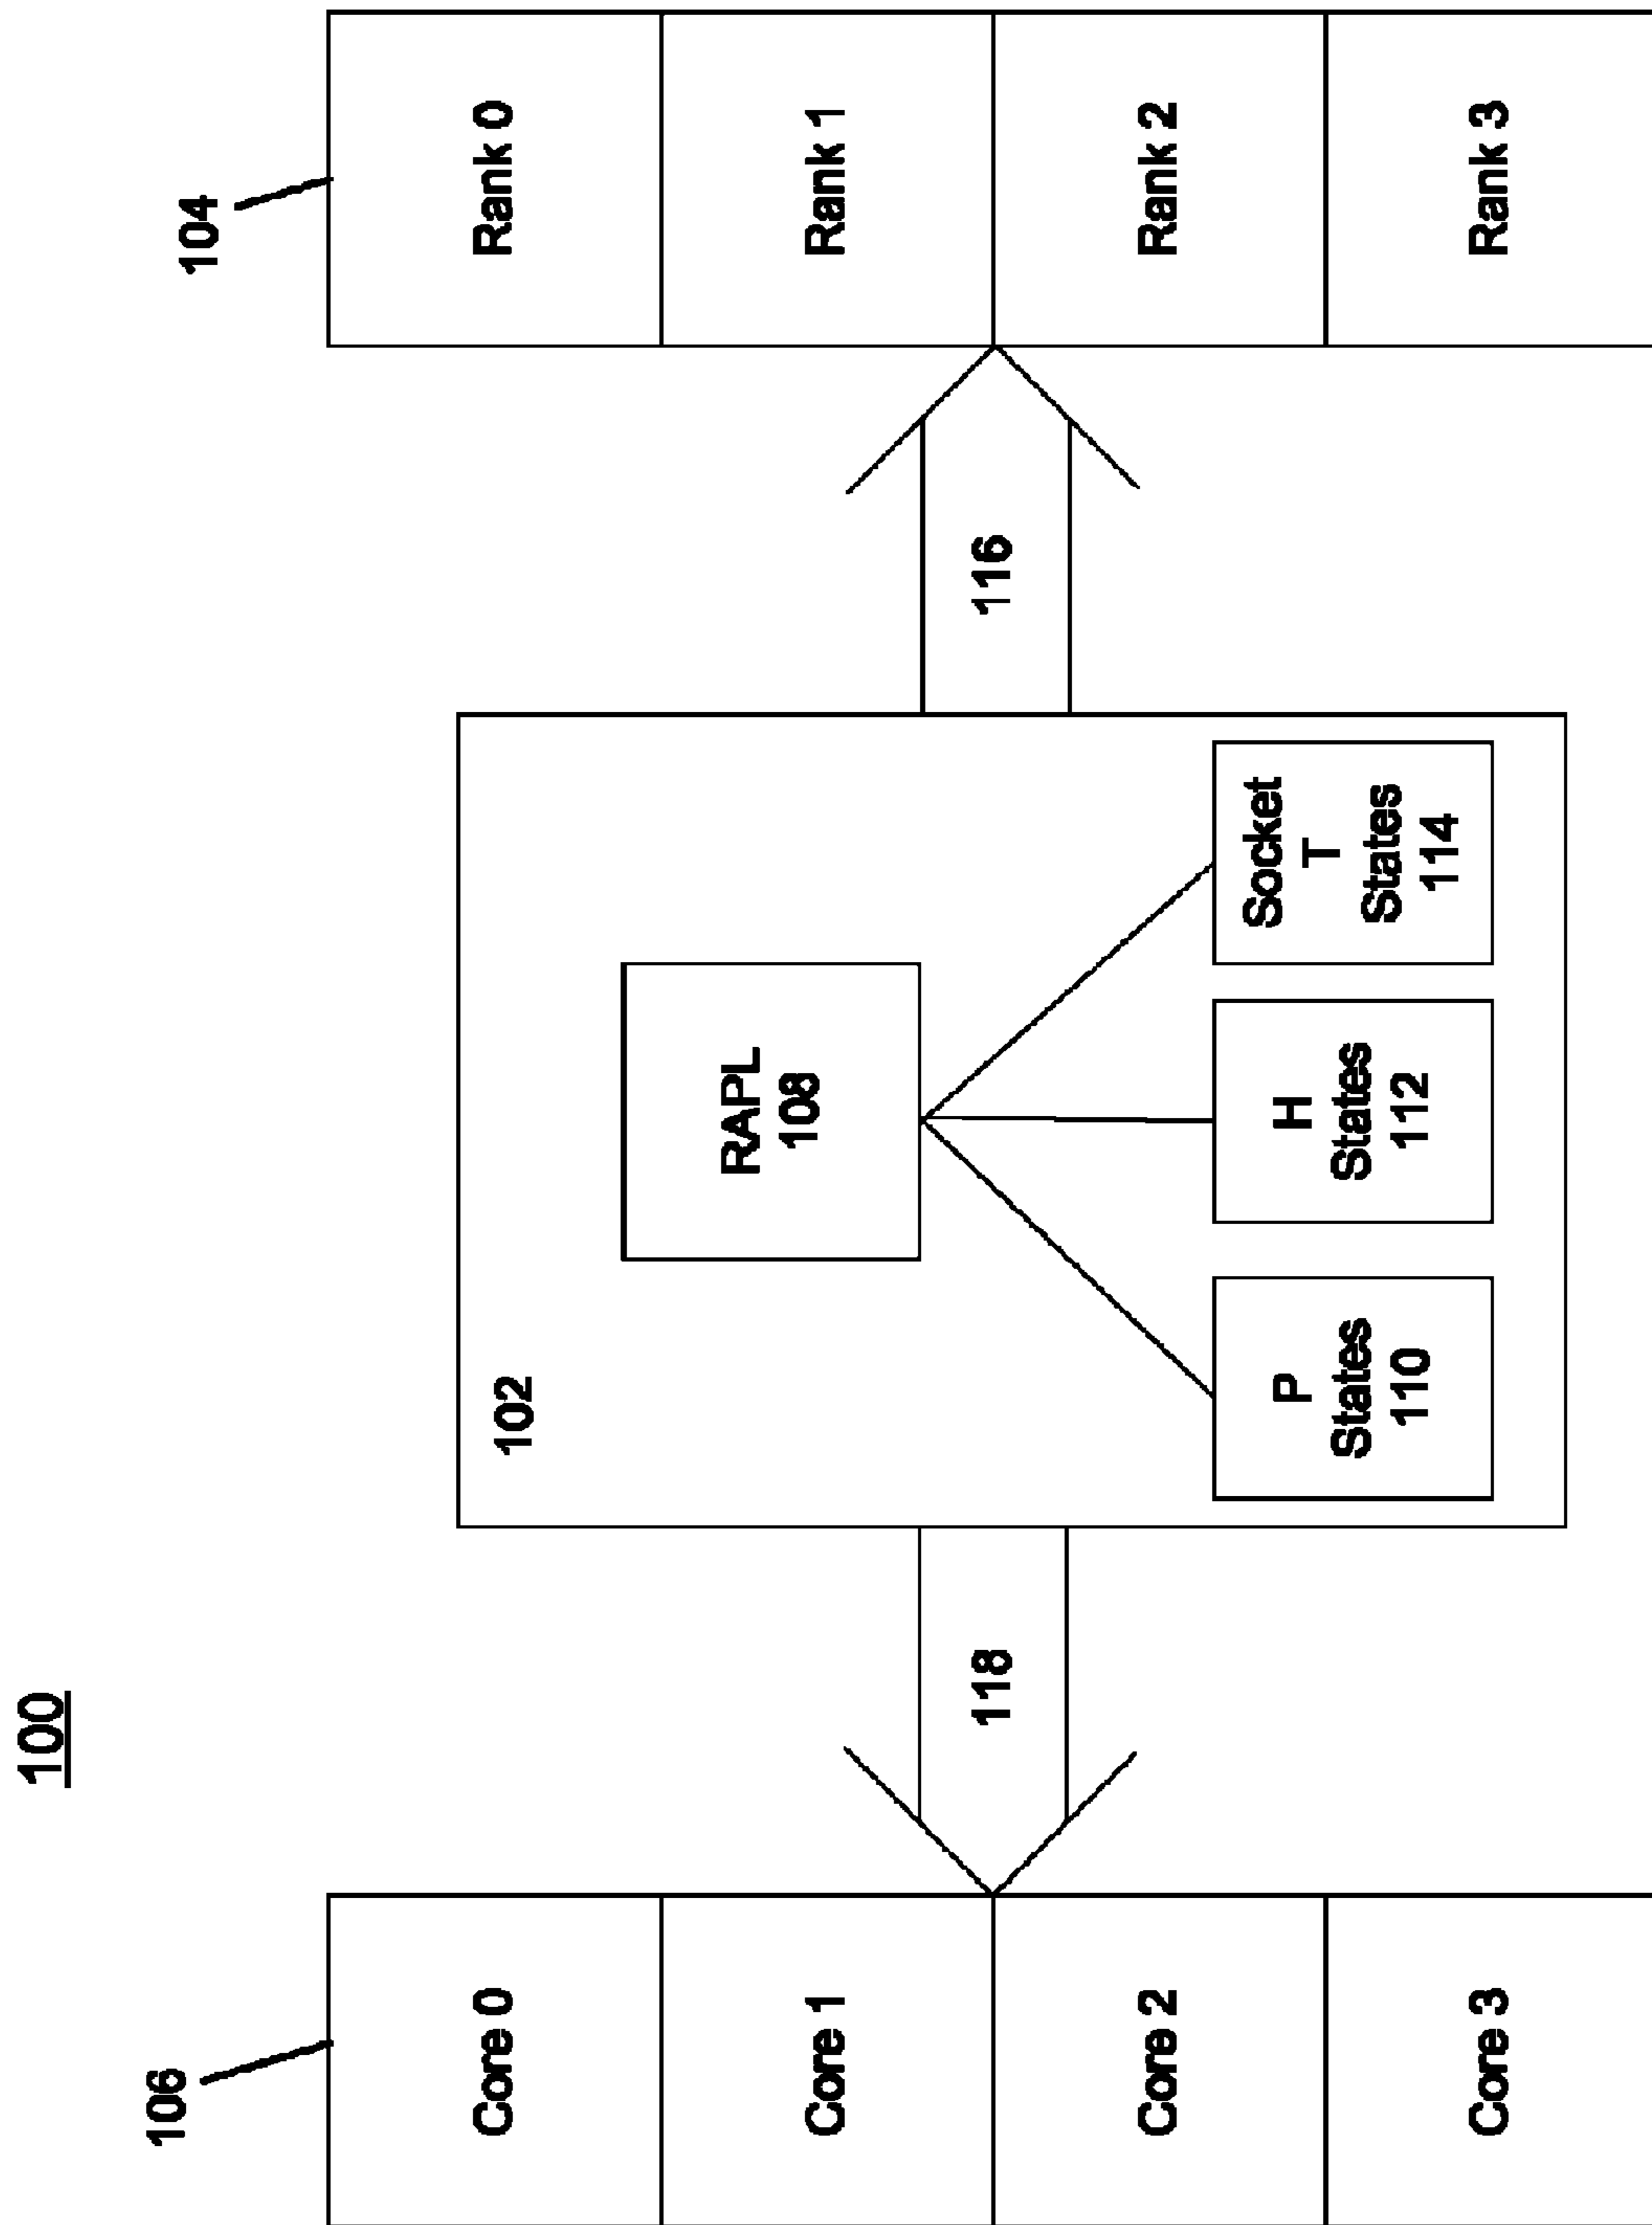 100
106
Core 0
Core 1
Core 2
Core 3
118
102
RAPL
108
P
States
110
H
States
112
Socket
T
States
114
116
104
Rank 0
Rank 1
Rank 2
Rank 3